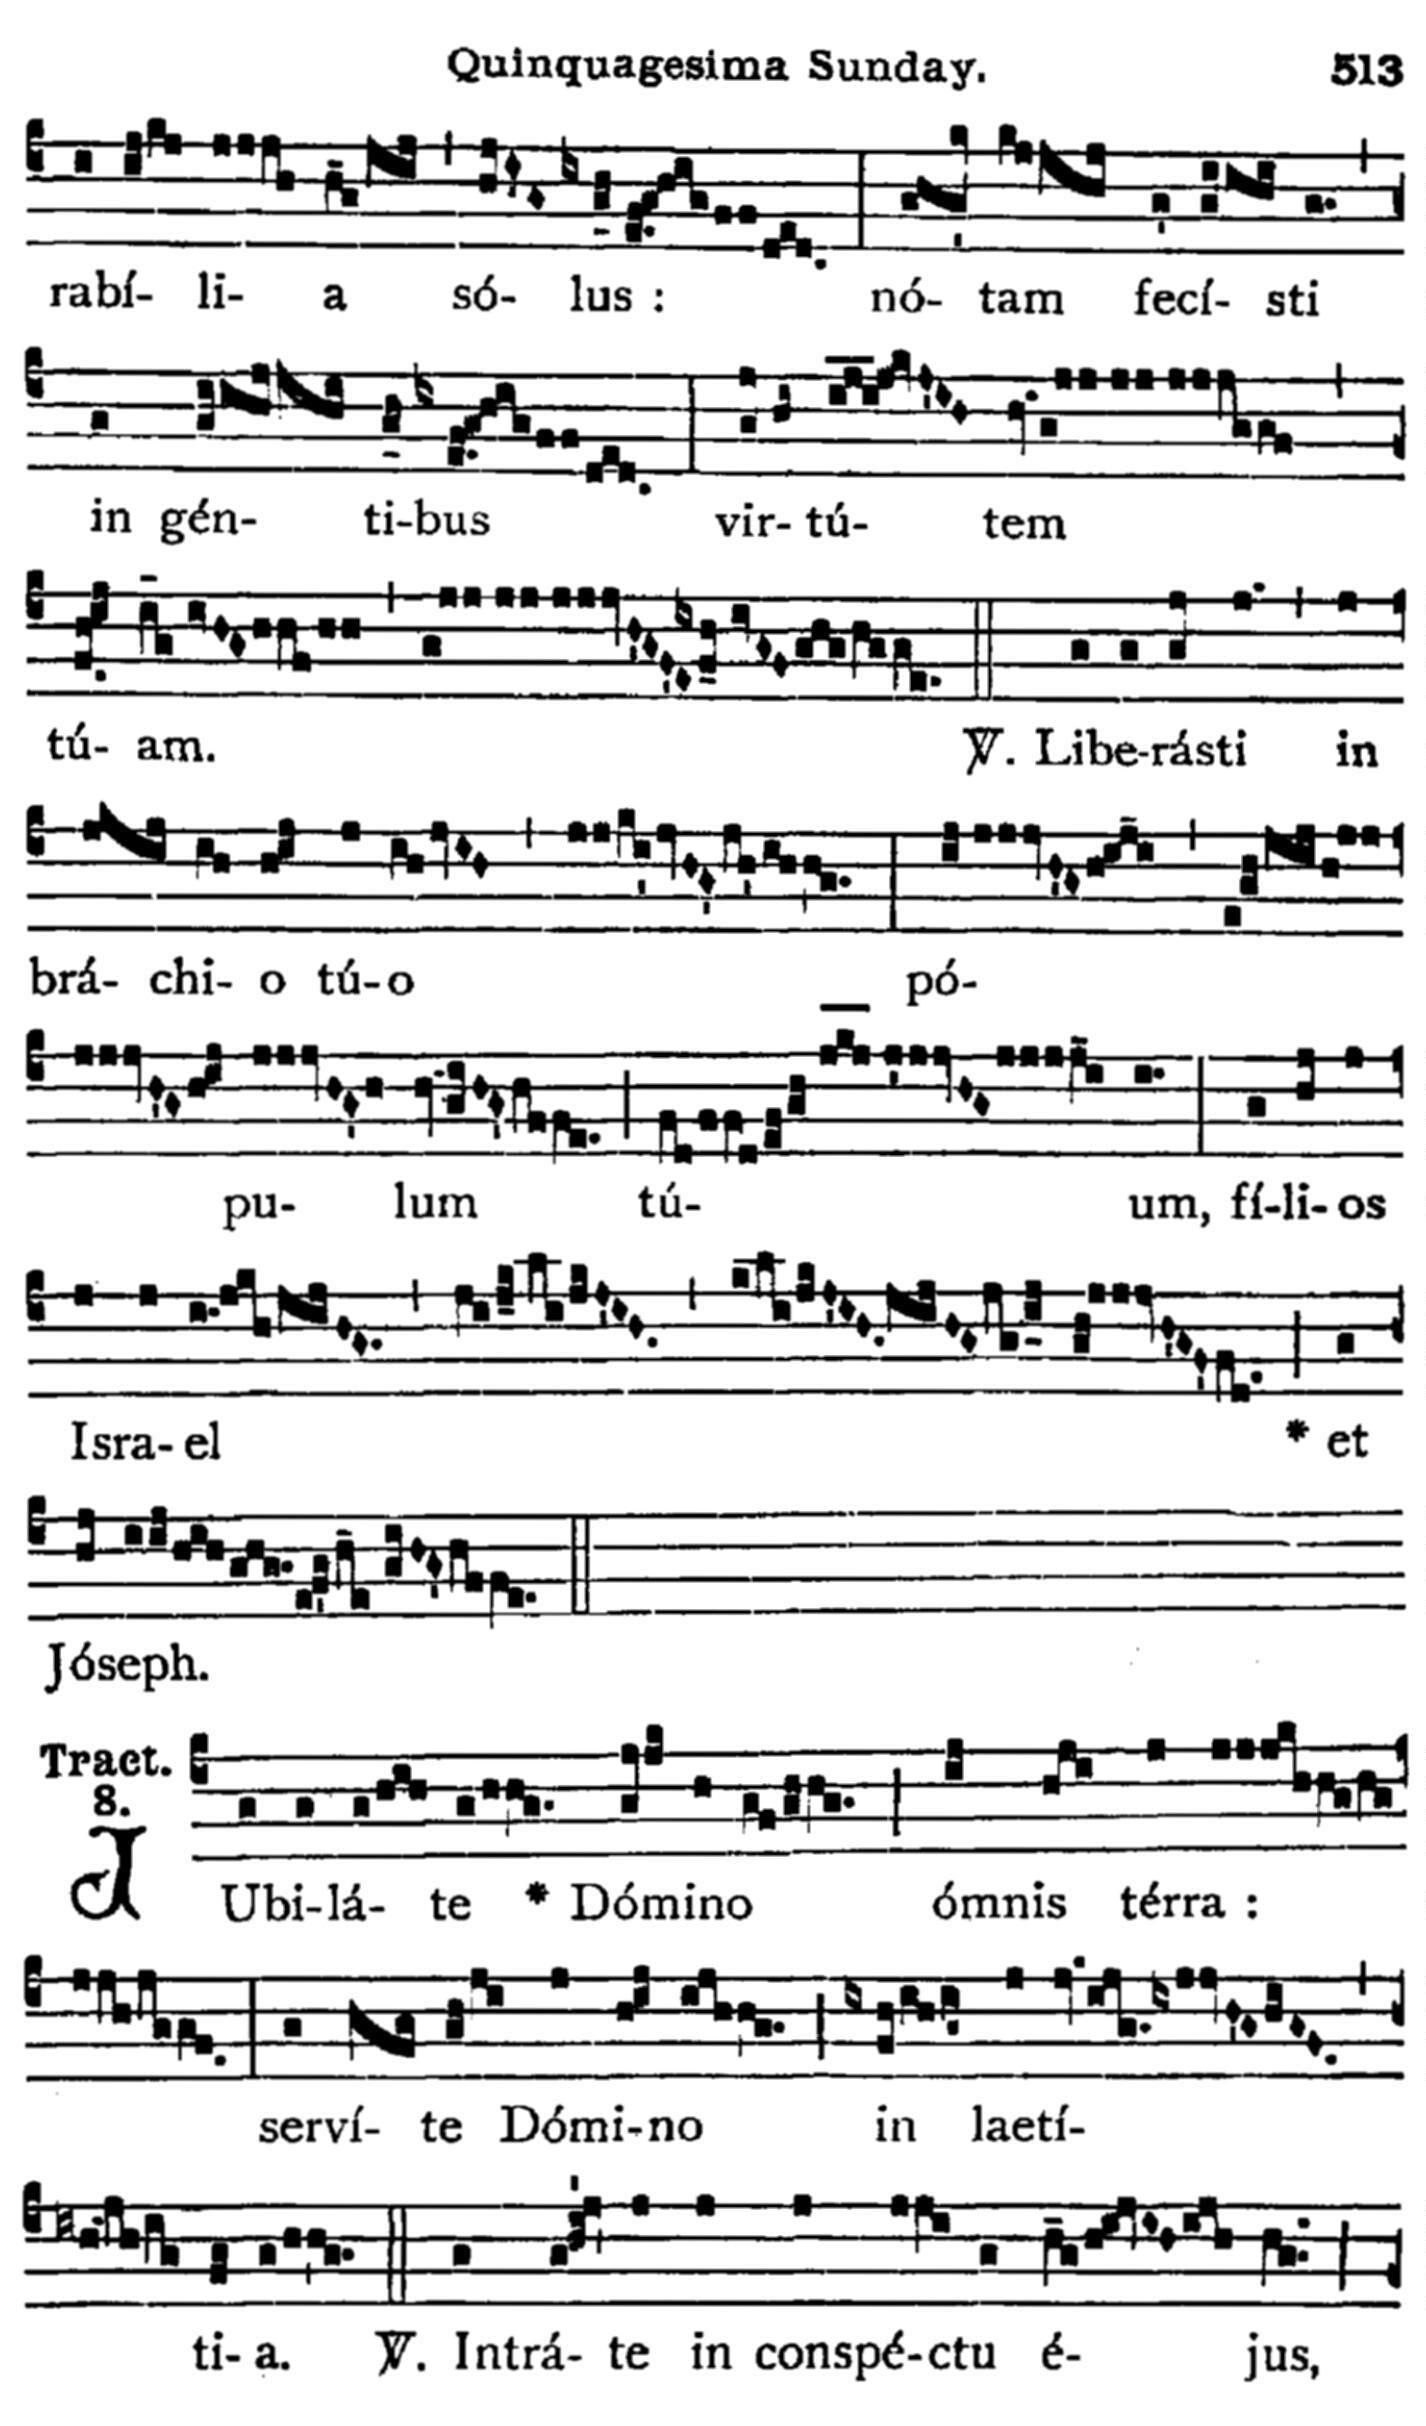 Quinquagesima Sunday. 513
rabí- li- a só- lus : nó- tam fecí- sti
in gén- ti-bus vir- tú- tem
tú- am. ℣. Libe-rásti in
brá- chi- o tú-o pó-
pu- lum tú- um, fí-li- os
Isra- el * et
Jóseph.
Tract.
8.
JUbi-lá- te * Dómino ómnis térra :
serví- te Dómi-no in laetí-
ti- a. ℣. Intrá- te in conspé-ctu é- jus,